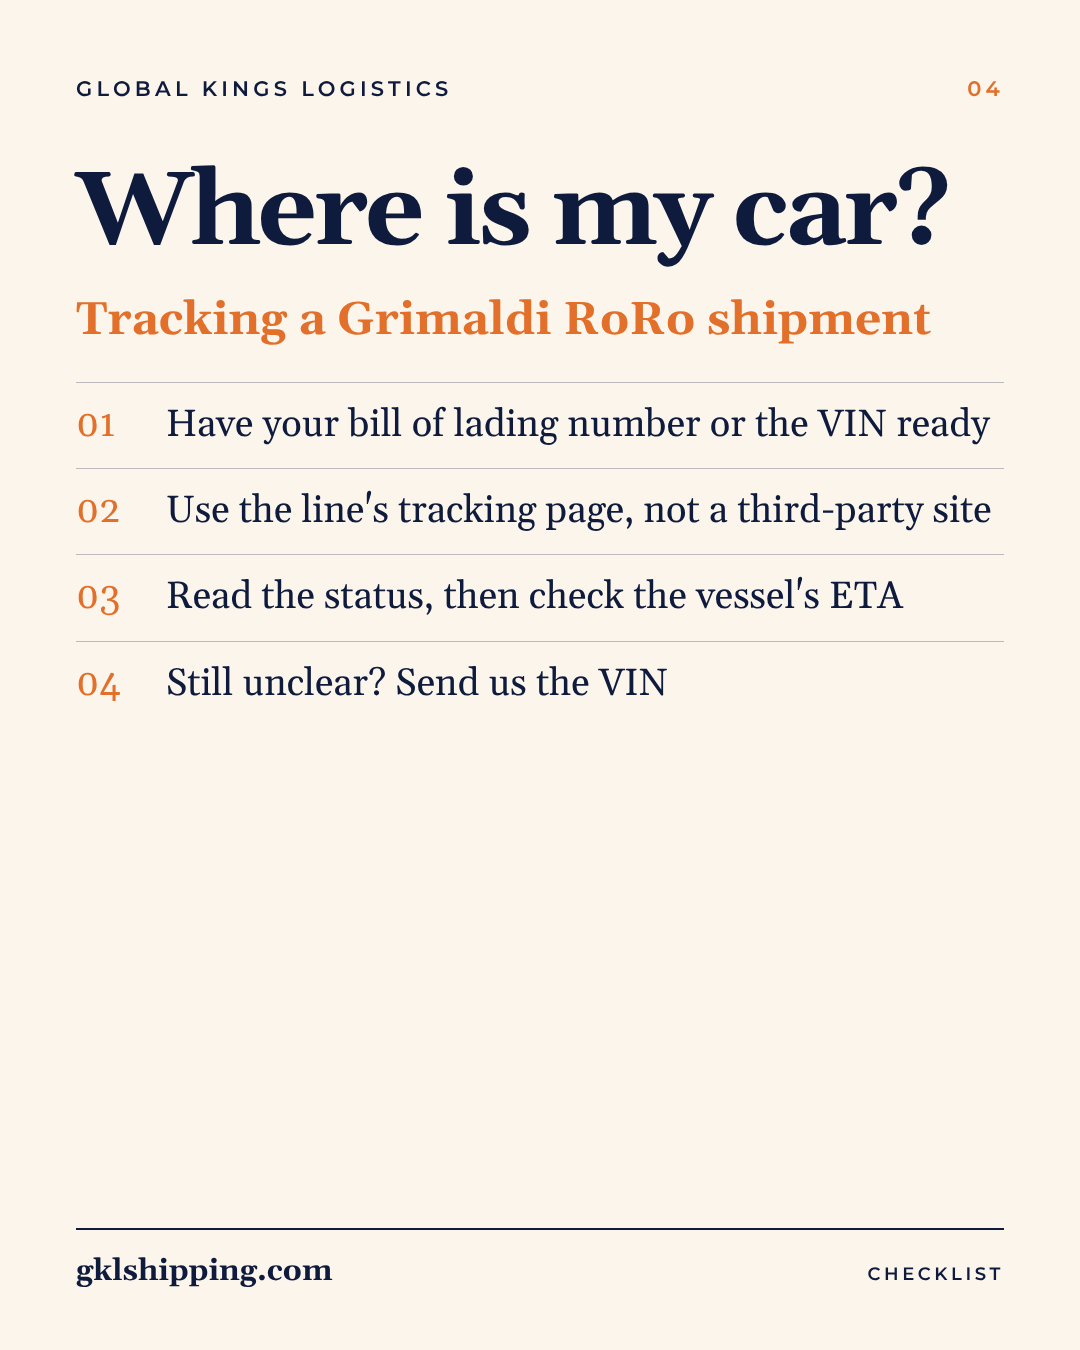 GLOBAL KINGS LOGISTICS 04
Where is my car?
Tracking a Grimaldi RoRo shipment
01 Have your bill of lading number or the VIN ready
02 Use the line's tracking page, not a third-party site
03 Read the status, then check the vessel's ETA
04 Still unclear? Send us the VIN
gklshipping.com CHECKLIST